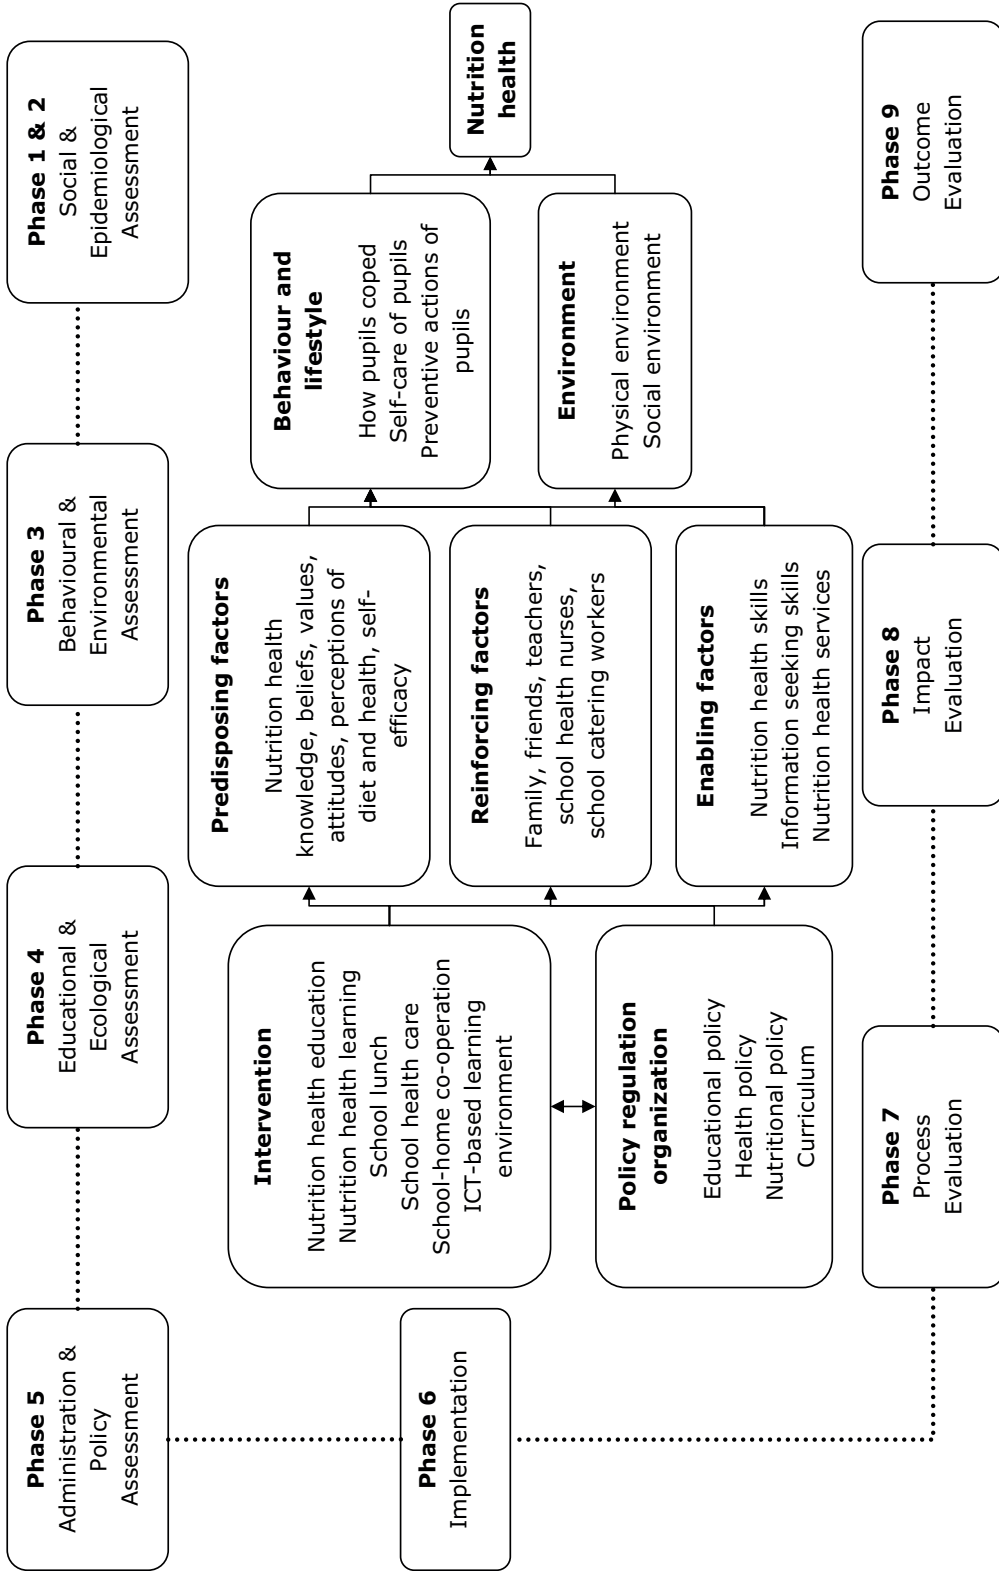 Phase 5
Administration &
Policy
Assessment
Phase 4
Educational &
Ecological
Assessment
Phase 3
Behavioural &
Environmental
Assessment
Phase 1 & 2
Social &
Epidemiological
Assessment
Phase 6
Implementation
Intervention
Nutrition health education
Nutrition health learning
School lunch
School health care
School-home co-operation
ICT-based learning
environment
Policy regulation
organization
Educational policy
Health policy
Nutritional policy
Curriculum
Predisposing factors
Nutrition health
knowledge, beliefs, values,
attitudes, perceptions of
diet and health, self-
efficacy
Reinforcing factors
Family, friends, teachers,
school health nurses,
school catering workers
Enabling factors
Nutrition health skills
Information seeking skills
Nutrition health services
Behaviour and
lifestyle
How pupils coped
Self-care of pupils
Preventive actions of
pupils
Environment
Physical environment
Social environment
Nutrition
health
Phase 7
Process
Evaluation
Phase 8
Impact
Evaluation
Phase 9
Outcome
Evaluation